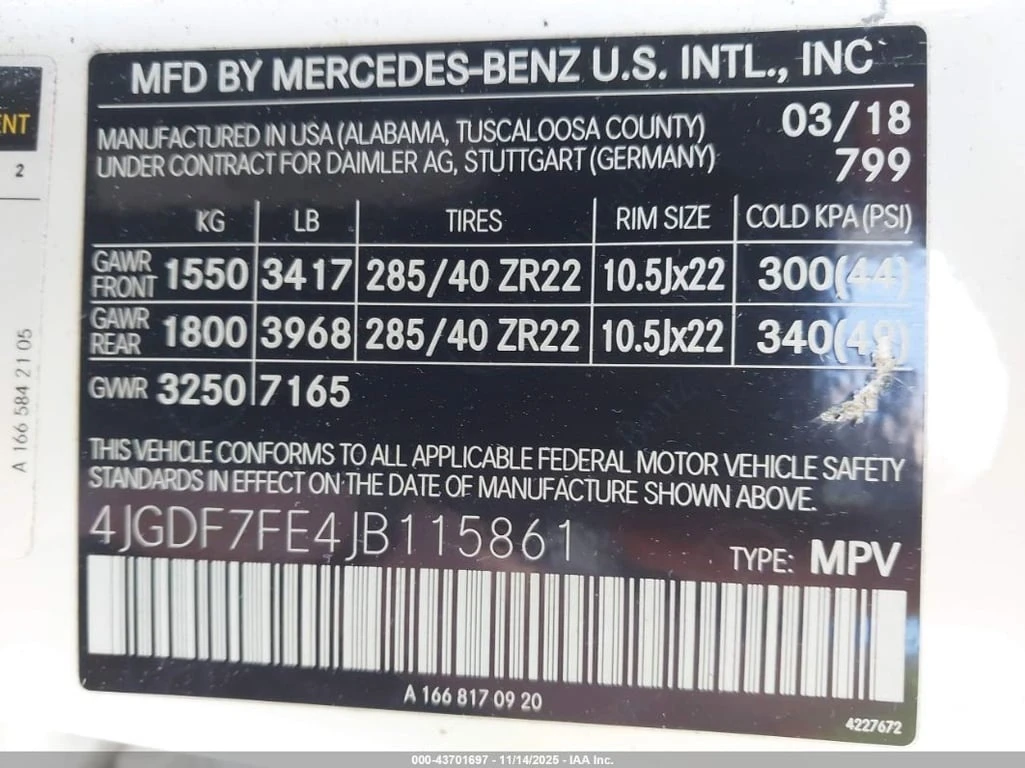 ENT
2
A 166 584 21 05
MFD BY MERCEDES-BENZ U.S. INTL., INC
03/18
MANUFACTURED IN USA (ALABAMA, TUSCALOOSA COUNTY)
UNDER CONTRACT FOR DAIMLER AG, STUTTGART (GERMANY)
799
KG LB TIRES RIM SIZE COLD KPA (PSI)
GAWR FRONT 1550 3417 285/40 ZR22 10.5Jx22 300(44)
GAWR REAR 1800 3968 285/40 ZR22 10.5Jx22 340(49)
GVWR 3250 7165
THIS VEHICLE CONFORMS TO ALL APPLICABLE FEDERAL MOTOR VEHICLE SAFETY
STANDARDS IN EFFECT ON THE DATE OF MANUFACTURE SHOWN ABOVE.
4JGDF7FE4JB115861
TYPE: MPV
A 166 817 09 20
4227672
000-43701697 - 11/14/2025 - IAA Inc.